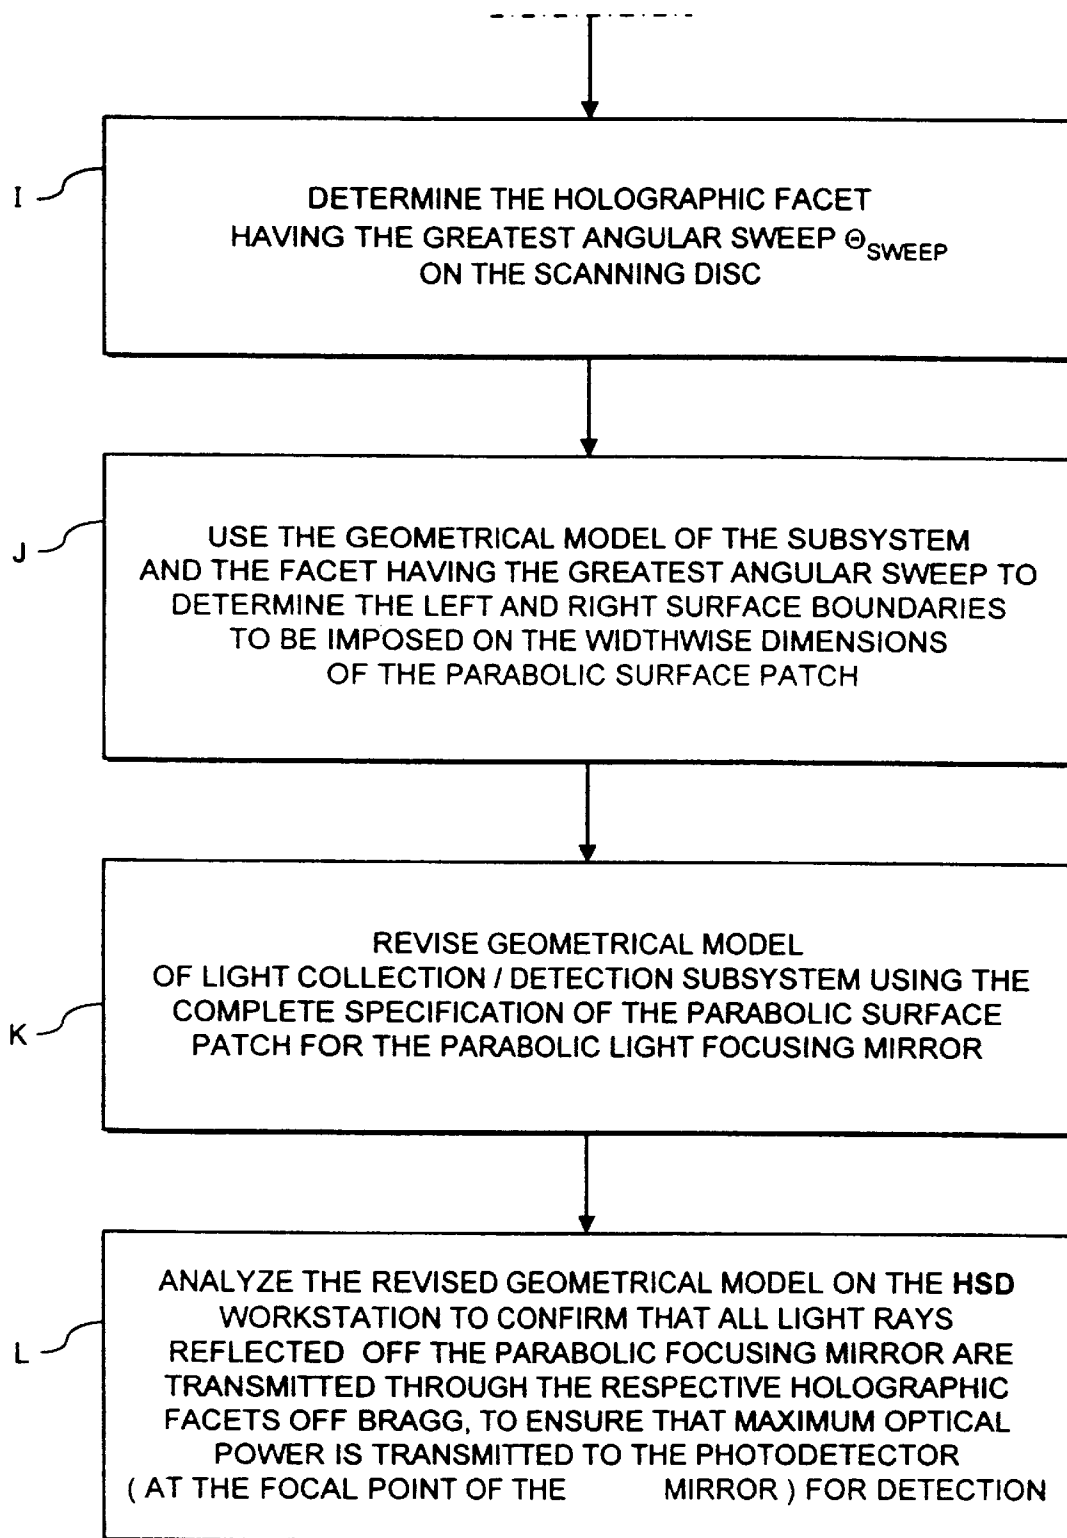 I
DETERMINE THE HOLOGRAPHIC FACET
HAVING THE GREATEST ANGULAR SWEEP ΘSWEEP
ON THE SCANNING DISC
J
USE THE GEOMETRICAL MODEL OF THE SUBSYSTEM
AND THE FACET HAVING THE GREATEST ANGULAR SWEEP TO
DETERMINE THE LEFT AND RIGHT SURFACE BOUNDARIES
TO BE IMPOSED ON THE WIDTHWISE DIMENSIONS
OF THE PARABOLIC SURFACE PATCH
K
REVISE GEOMETRICAL MODEL
OF LIGHT COLLECTION / DETECTION SUBSYSTEM USING THE
COMPLETE SPECIFICATION OF THE PARABOLIC SURFACE
PATCH FOR THE PARABOLIC LIGHT FOCUSING MIRROR
L
ANALYZE THE REVISED GEOMETRICAL MODEL ON THE HSD
WORKSTATION TO CONFIRM THAT ALL LIGHT RAYS
REFLECTED OFF THE PARABOLIC FOCUSING MIRROR ARE
TRANSMITTED THROUGH THE RESPECTIVE HOLOGRAPHIC
FACETS OFF BRAGG, TO ENSURE THAT MAXIMUM OPTICAL
POWER IS TRANSMITTED TO THE PHOTODETECTOR
( AT THE FOCAL POINT OF THE MIRROR ) FOR DETECTION